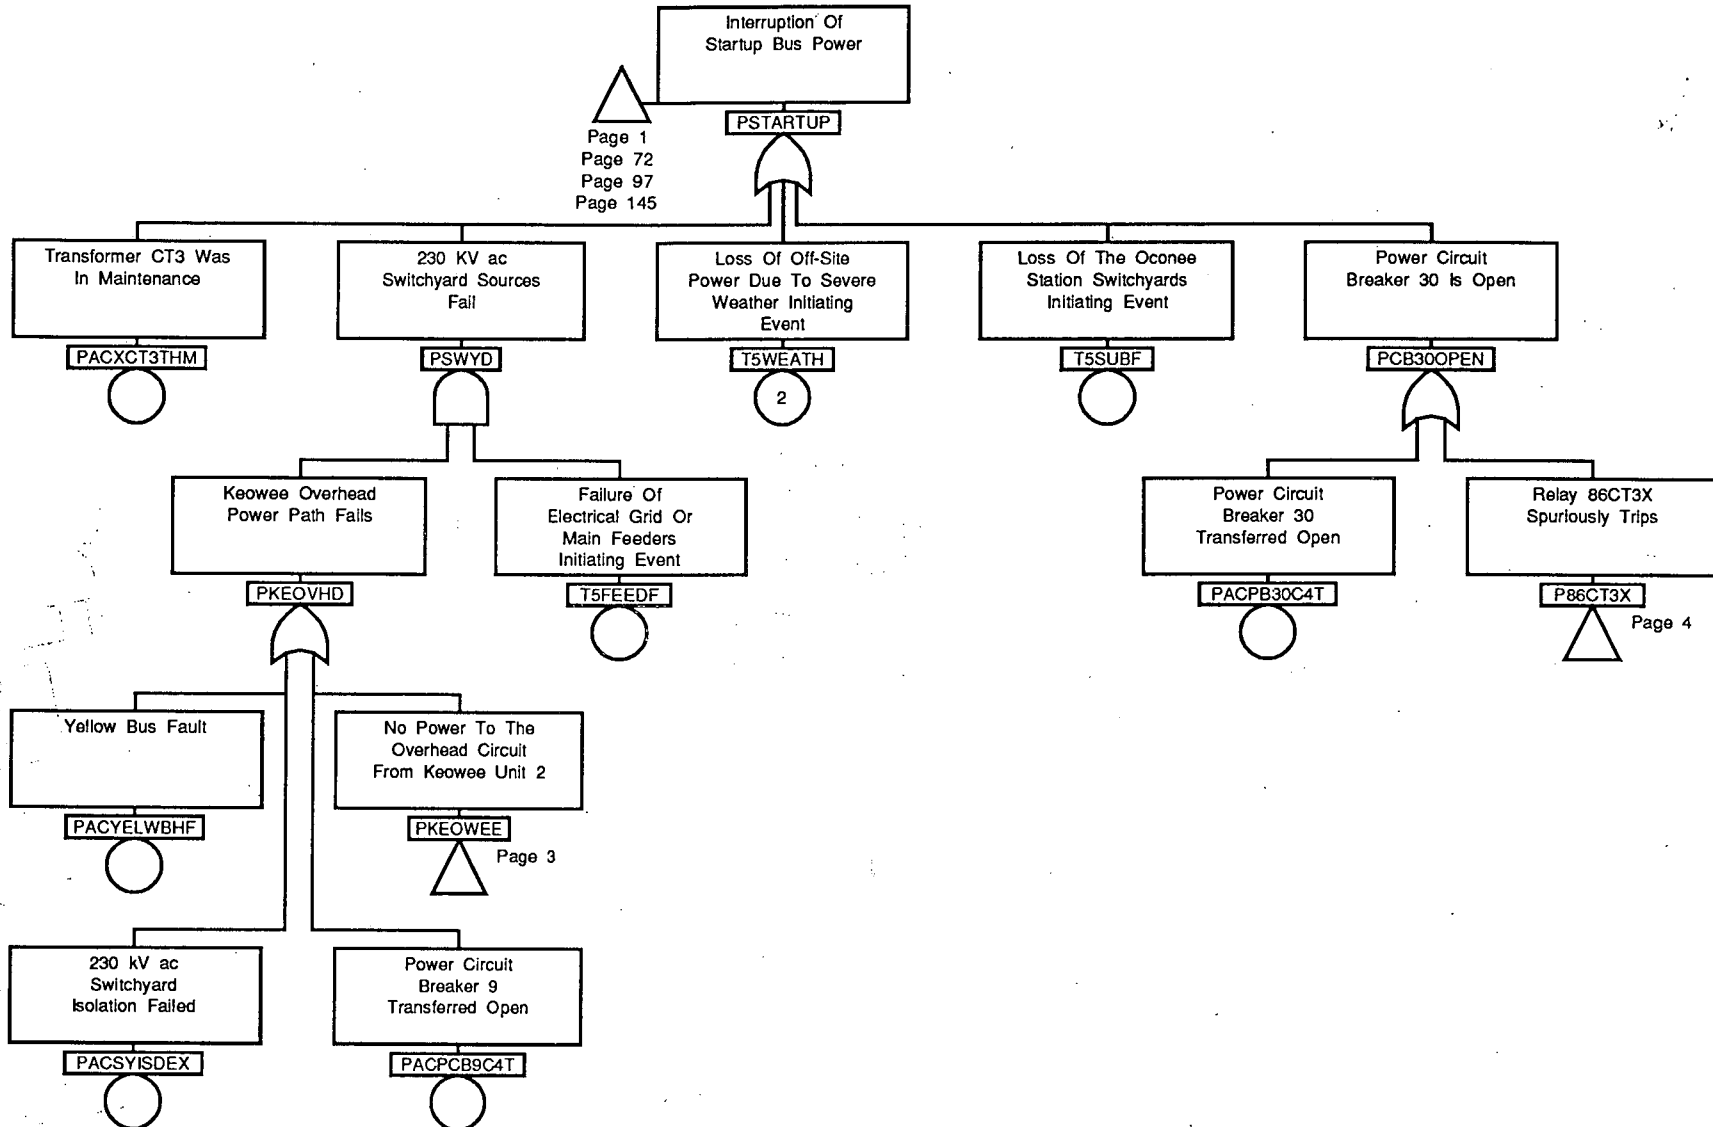 Interruption Of
Startup Bus Power
PSTARTUP
Page 1
Page 72
Page 97
Page 145
Transformer CT3 Was
In Maintenance
PACXCT3THM
230 KV ac
Switchyard Sources
Fail
PSWYD
Loss Of Off-Site
Power Due To Severe
Weather Initiating
Event
T5WEATH
2
Loss Of The Oconee
Station Switchyards
Initiating Event
T5SUBF
Power Circuit
Breaker 30 Is Open
PCB30OPEN
Keowee Overhead
Power Path Fails
PKEOVHD
Failure Of
Electrical Grid Or
Main Feeders
Initiating Event
T5FEEDF
Power Circuit
Breaker 30
Transferred Open
PACPB30C4T
Relay 86CT3X
Spuriously Trips
P86CT3X
Page 4
Yellow Bus Fault
PACYELWBHF
No Power To The
Overhead Circuit
From Keowee Unit 2
PKEOWEE
Page 3
230 kV ac
Switchyard
Isolation Failed
PACSYISDEX
Power Circuit
Breaker 9
Transferred Open
PACPCB9C4T